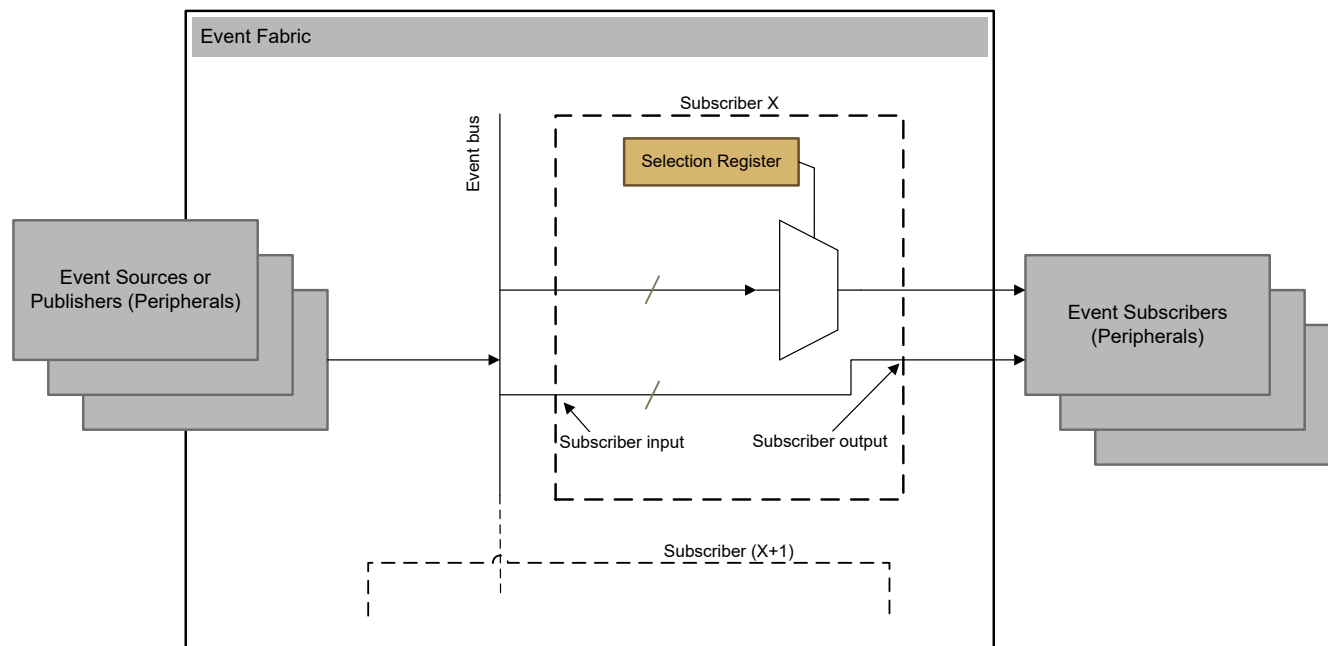 Event Fabric
Subscriber X
Event bus
Selection Register
Event Sources or
Publishers (Peripherals)
Event Subscribers
(Peripherals)
Subscriber input
Subscriber output
Subscriber (X+1)